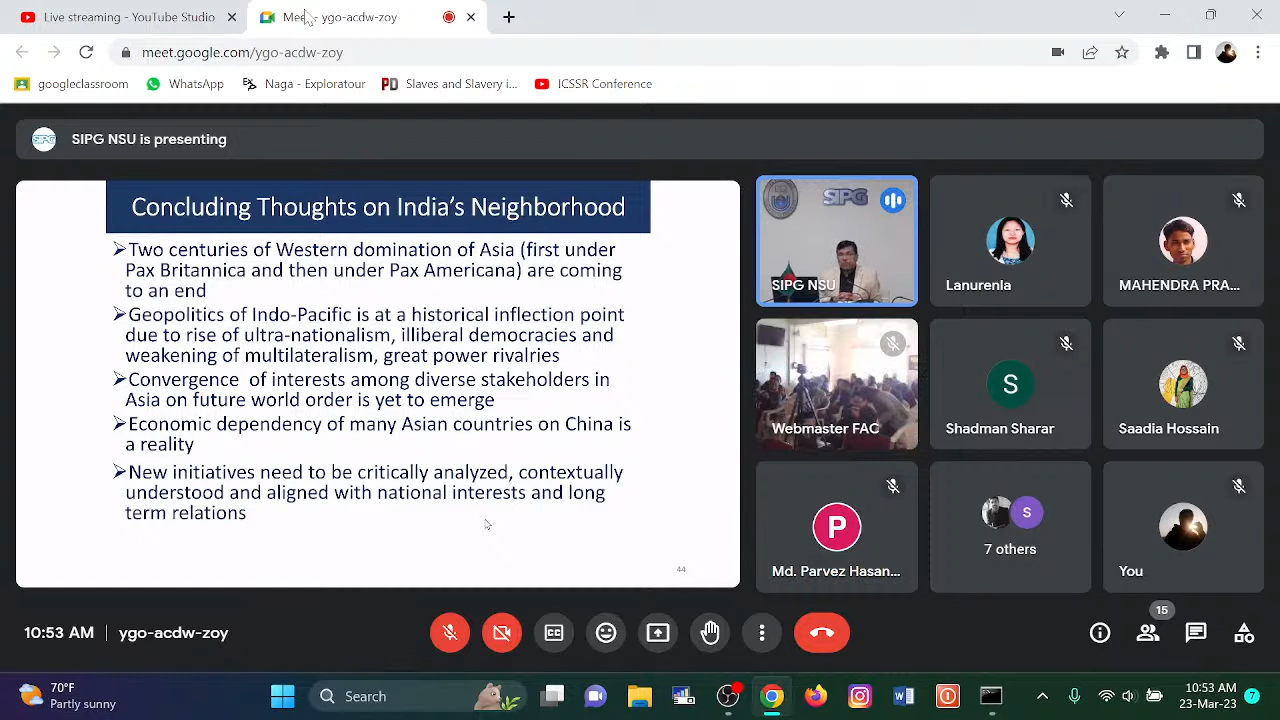 Live streaming - YouTube Studio
Meet - ygo-acdw-zoy
meet.google.com/ygo-acdw-zoy
googleclassroom
WhatsApp
Naga - Exploratour
PD
Slaves and Slavery i...
ICSSR Conference
SIPG NSU is presenting
Concluding Thoughts on India's Neighborhood
➢Two centuries of Western domination of Asia (first under
Pax Britannica and then under Pax Americana) are coming
to an end
➢Geopolitics of Indo-Pacific is at a historical inflection point
due to rise of ultra-nationalism, illiberal democracies and
weakening of multilateralism, great power rivalries
➢Convergence of interests among diverse stakeholders in
Asia on future world order is yet to emerge
➢Economic dependency of many Asian countries on China is
a reality
➢New initiatives need to be critically analyzed, contextually
understood and aligned with national interests and long
term relations
44
SIPG
SIPG NSU
Lanurenla
MAHENDRA PRA...
Webmaster FAC
S
Shadman Sharar
Saadia Hossain
P
Md. Parvez Hasan...
S
7 others
You
10:53 AM | ygo-acdw-zoy
15
70°F
Partly sunny
Search
10:53 AM
23-Mar-23
7